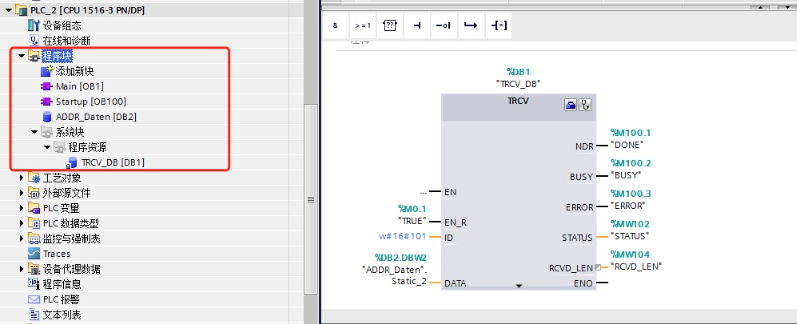 PLC_2 [CPU 1516-3 PN/DP]
设备组态
在线和诊断
程序块
添加新块
Main [OB1]
Startup [OB100]
ADDR_Daten [DB2]
系统块
程序资源
TRCV_DB [DB1]
工艺对象
外部源文件
PLC 变量
PLC 数据类型
监控与强制表
Traces
设备代理数据
程序信息
PLC 报警
文本列表
& >=1 [??] ⊣ -o| ↦ -[=]
%DB1
"TRCV_DB"
TRCV
EN
...
%M0.1
"TRUE" EN_R
w#16#101 ID
%DB2.DBW2
"ADDR_Daten".
Static_2 DATA
%M100.1
NDR "DONE"
%M100.2
BUSY "BUSY"
%M100.3
ERROR "ERROR"
%MW102
STATUS "STATUS"
%MW104
RCVD_LEN "RCVD_LEN"
ENO